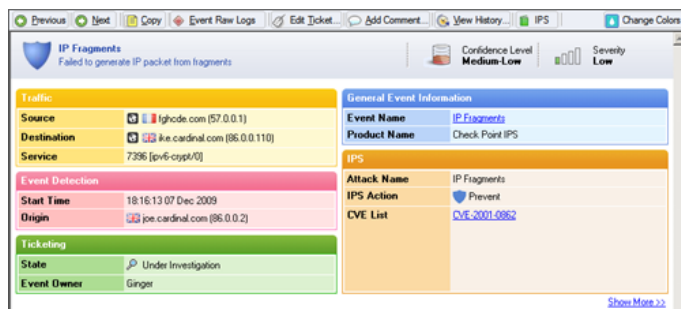 Previous Next Copy Event Raw Logs Edit Ticket... Add Comment... View History... IPS Change Colors
IP Fragments
Failed to generate IP packet from fragments
Confidence Level
Medium-Low
Severity
Low
Traffic
Source fghcde.com (57.0.0.1)
Destination ike.cardinal.com (86.0.0.110)
Service 7396 [ipv6-crypt/0]
Event Detection
Start Time 18:16:13 07 Dec 2009
Origin joe.cardinal.com (86.0.0.2)
Ticketing
State Under Investigation
Event Owner Ginger
General Event Information
Event Name IP Fragments
Product Name Check Point IPS
IPS
Attack Name IP Fragments
IPS Action Prevent
CVE List CVE-2001-0862
Show More >>